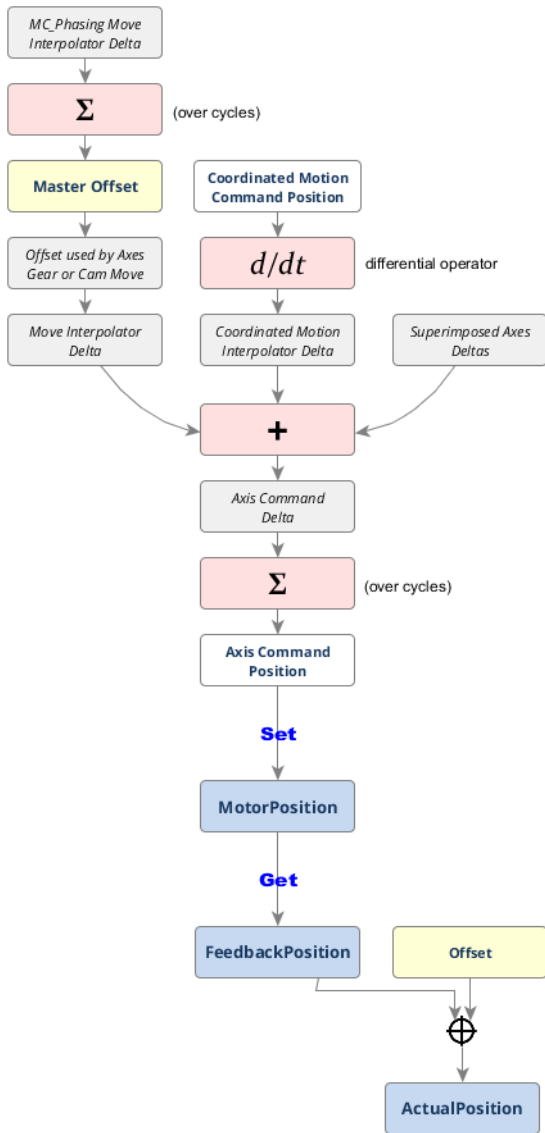 MC_Phasing Move
Interpolator Delta
Σ
(over cycles)
Master Offset
Coordinated Motion
Command Position
Offset used by Axes
Gear or Cam Move
d/dt
differential operator
Move Interpolator
Delta
Coordinated Motion
Interpolator Delta
Superimposed Axes
Deltas
+
Axis Command
Delta
Σ
(over cycles)
Axis Command
Position
Set
MotorPosition
Get
FeedbackPosition
Offset
⊕
ActualPosition